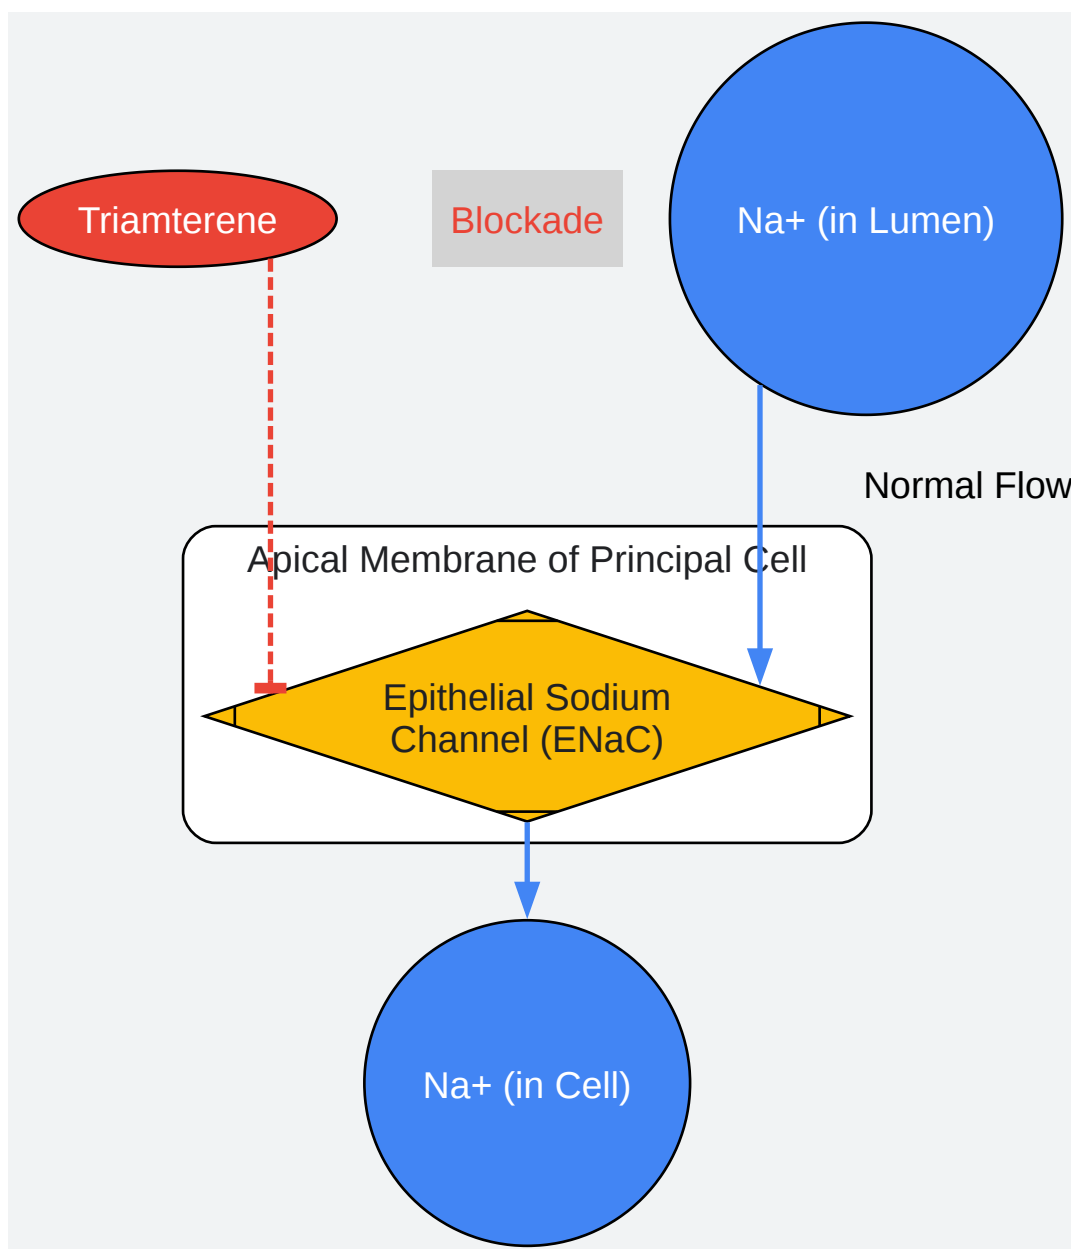 Triamterene
Blockade
Na+ (in Lumen)
Normal Flow
Apical Membrane of Principal Cell
Epithelial Sodium
Channel (ENaC)
Na+ (in Cell)